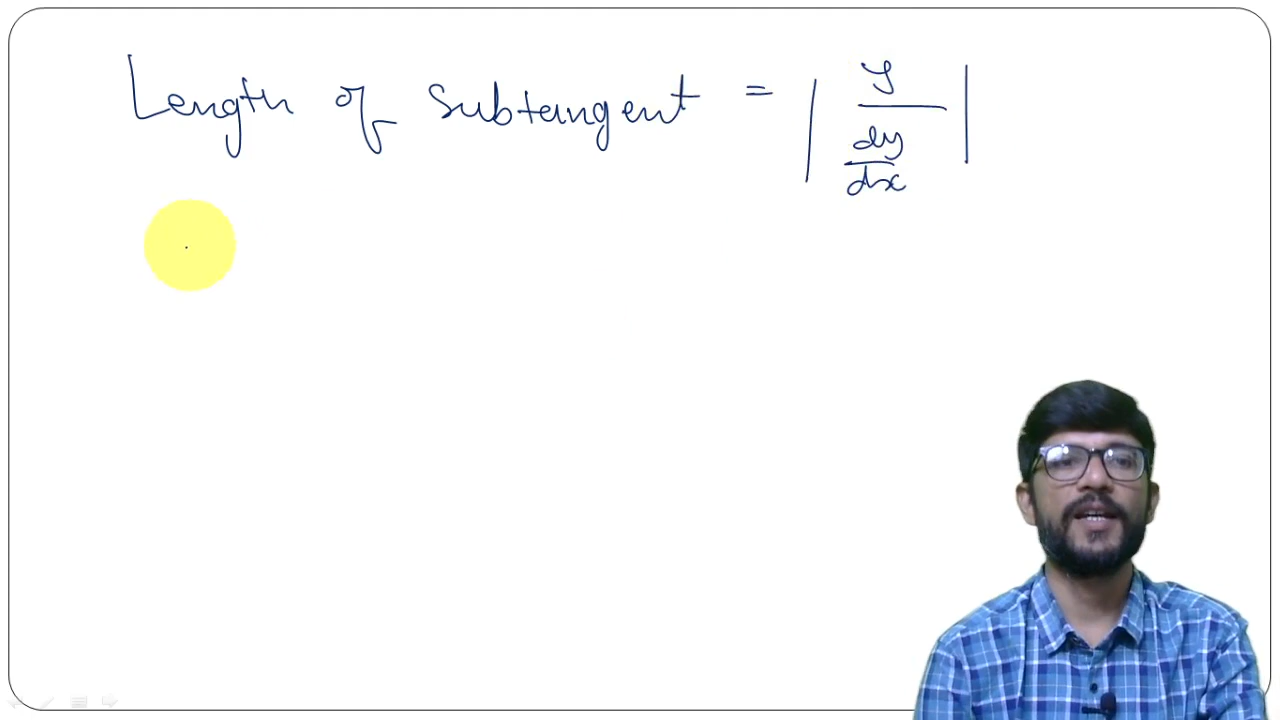 Length of subtangent = | y / dy/dx |